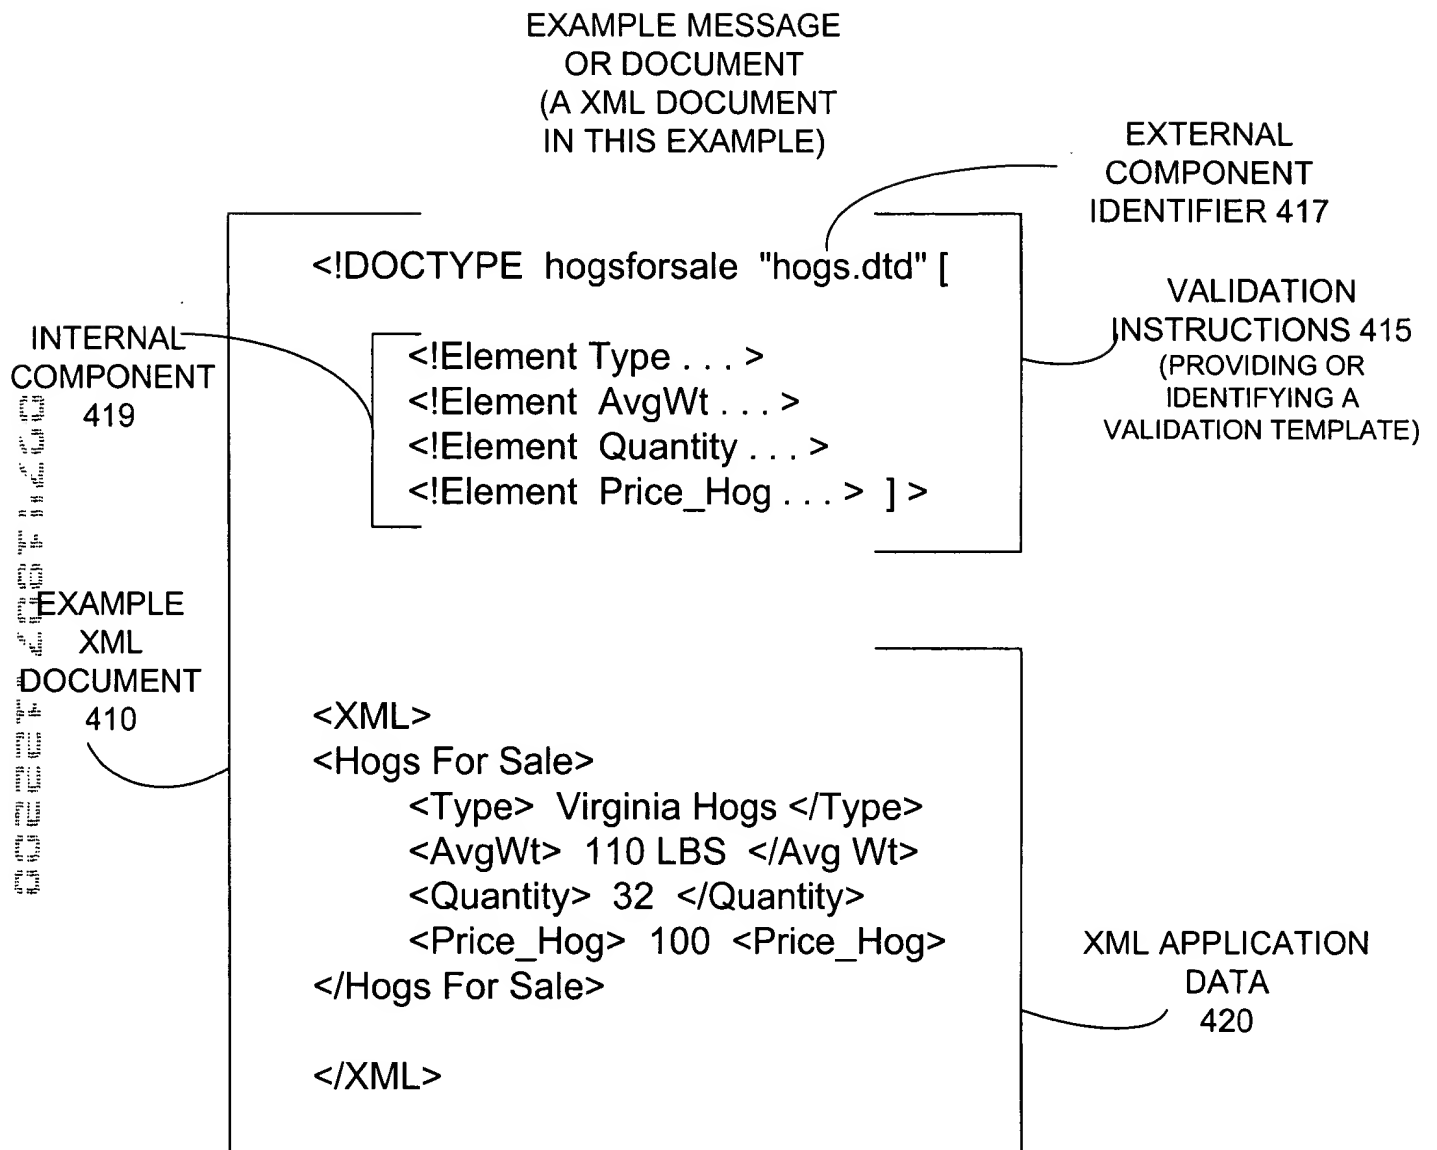 EXAMPLE MESSAGE
OR DOCUMENT
(A XML DOCUMENT
IN THIS EXAMPLE)
EXTERNAL
COMPONENT
IDENTIFIER 417
<!DOCTYPE hogsforsale "hogs.dtd" [
VALIDATION
INSTRUCTIONS 415
(PROVIDING OR
IDENTIFYING A
VALIDATION TEMPLATE)
INTERNAL
COMPONENT
419
<!Element Type . . . >
<!Element AvgWt . . . >
<!Element Quantity . . . >
<!Element Price_Hog . . . > ] >
EXAMPLE
XML
DOCUMENT
410
<XML>
<Hogs For Sale>
<Type> Virginia Hogs </Type>
<AvgWt> 110 LBS </Avg Wt>
<Quantity> 32 </Quantity>
<Price_Hog> 100 <Price_Hog>
</Hogs For Sale>
</XML>
XML APPLICATION
DATA
420